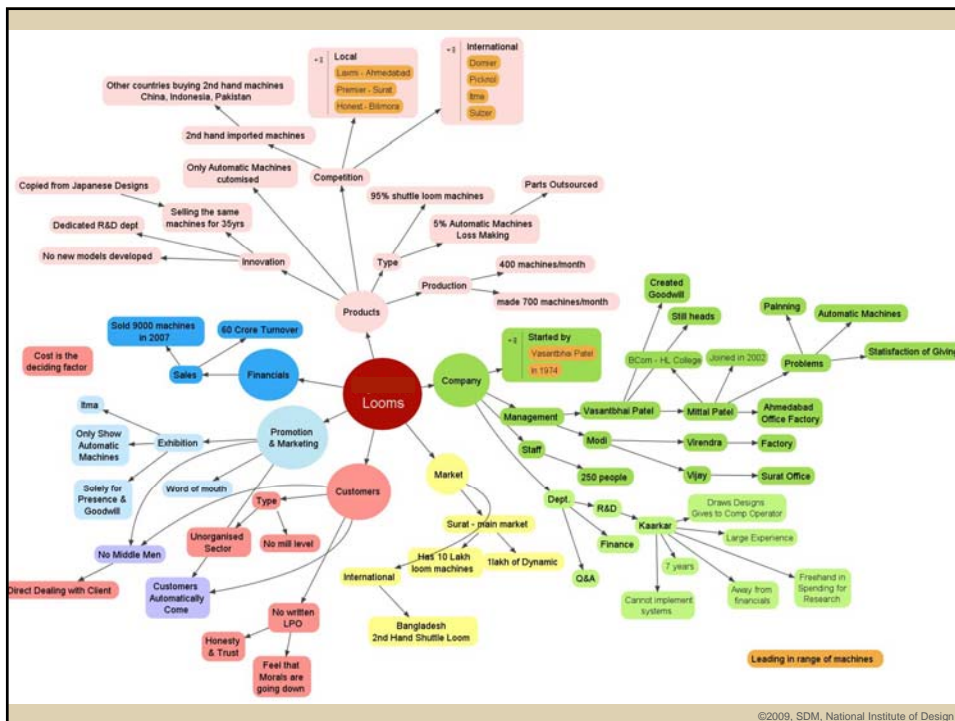 Local
Laxmi - Ahmedabad
Premier - Surat
Honest - Bilimora
International
Dornier
Picknol
Itma
Sulzer
Other countries buying 2nd hand machines
China, Indonesia, Pakistan
2nd hand imported machines
Only Automatic Machines
cutomised
Competition
Copied from Japanese Designs
Selling the same
machines for 35yrs
Dedicated R&D dept
No new models developed
Innovation
95% shuttle loom machines
Parts Outsourced
5% Automatic Machines
Loss Making
Type
Production
400 machines/month
made 700 machines/month
Products
Sold 9000 machines
in 2007
60 Crore Turnover
Sales
Financials
Cost is the
deciding factor
Looms
Company
Started by
Vasantbhai Patel
in 1974
Created
Goodwill
Still heads
BCom - HL College
Joined in 2002
Palnning
Automatic Machines
Problems
Statisfaction of Giving
Management
Vasantbhai Patel
Mittal Patel
Ahmedabad
Office Factory
Modi
Virendra
Factory
Vijay
Surat Office
Staff
250 people
Dept.
R&D
Finance
Q&A
Kaarkar
Draws Designs
Gives to Comp Operator
Large Experience
Freehand in
Spending for
Research
Away from
financials
7 years
Cannot implement
systems
Itma
Only Show
Automatic
Machines
Exhibition
Solely for
Presence &
Goodwill
Promotion
& Marketing
Word of mouth
Customers
Type
Unorganised
Sector
No mill level
No Middle Men
Direct Dealing with Client
Customers
Automatically
Come
No written
LPO
Honesty
& Trust
Feel that
Morals are
going down
Market
Surat - main market
Has 10 Lakh
loom machines
1lakh of Dynamic
International
Bangladesh
2nd Hand Shuttle Loom
Leading in range of machines
©2009, SDM, National Institute of Design